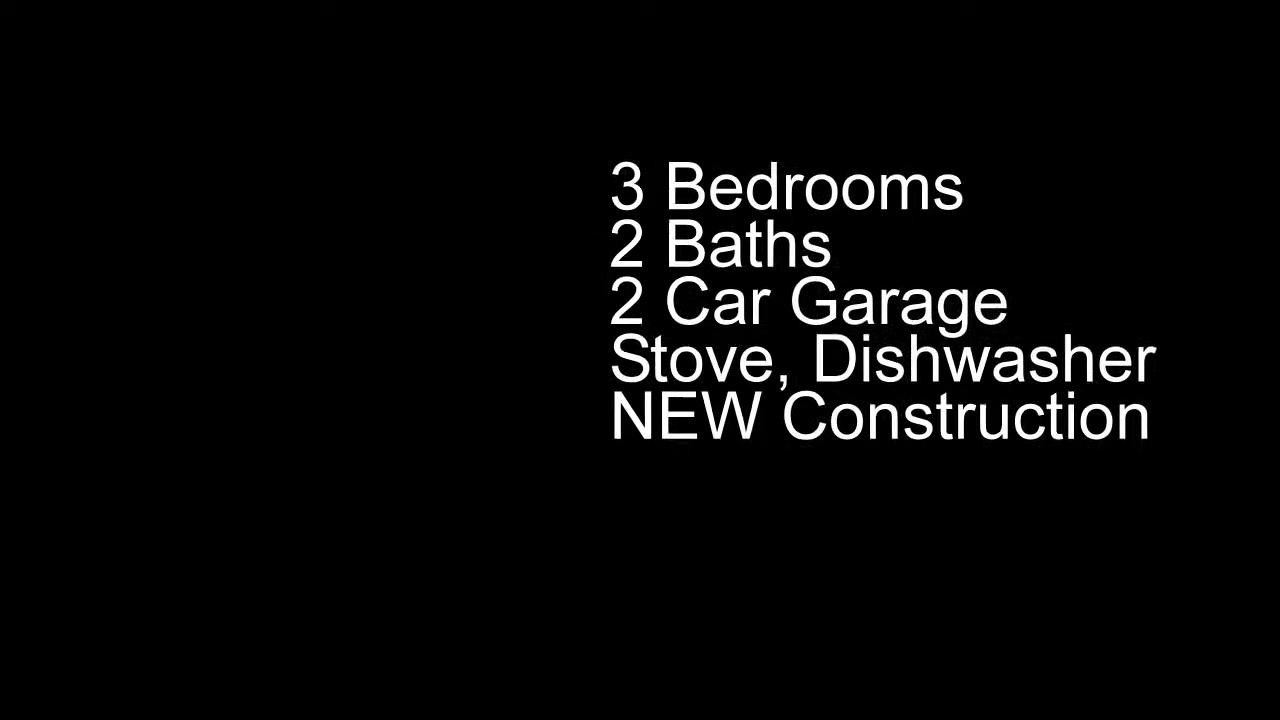 3 Bedrooms
2 Baths
2 Car Garage
Stove, Dishwasher
NEW Construction